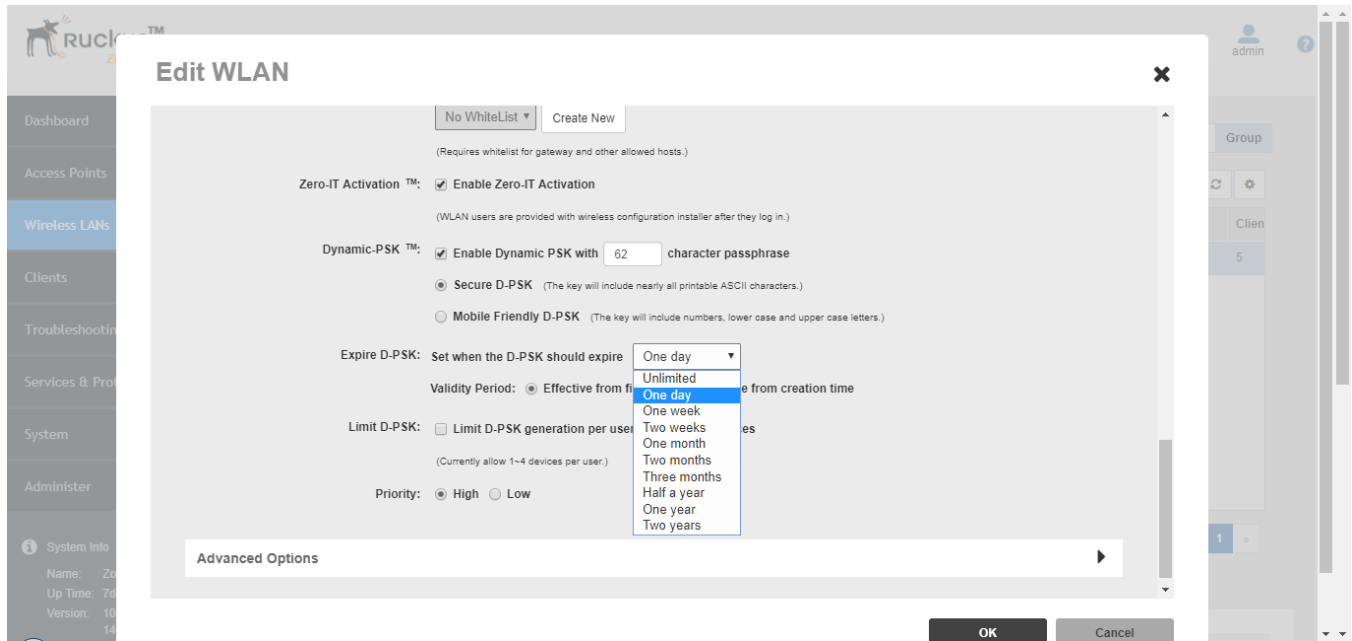 RUCK TM
admin
Edit WLAN
Dashboard
No WhiteList Create New
Group
(Requires whitelist for gateway and other allowed hosts.)
Access Points
Zero-IT Activation ™: Enable Zero-IT Activation
(WLAN users are provided with wireless configuration installer after they log in.)
Wireless LANs
Clien
Dynamic-PSK ™: Enable Dynamic PSK with 62 character passphrase
5
Clients
Secure D-PSK (The key will include nearly all printable ASCII characters.)
Mobile Friendly D-PSK (The key will include numbers, lower case and upper case letters.)
Troubleshootin
Expire D-PSK: Set when the D-PSK should expire One day
Unlimited
Services & Pro
Validity Period: Effective from fi e from creation time
One day
One week
Limit D-PSK: Limit D-PSK generation per user es
Two weeks
System
One month
(Currently allow 1~4 devices per user.)
Two months
Three months
Administer
Priority: High Low
Half a year
One year
Two years
1 »
System Info
Advanced Options
Name: Zo
Up Time: 7d
Version: 10
14
OK Cancel